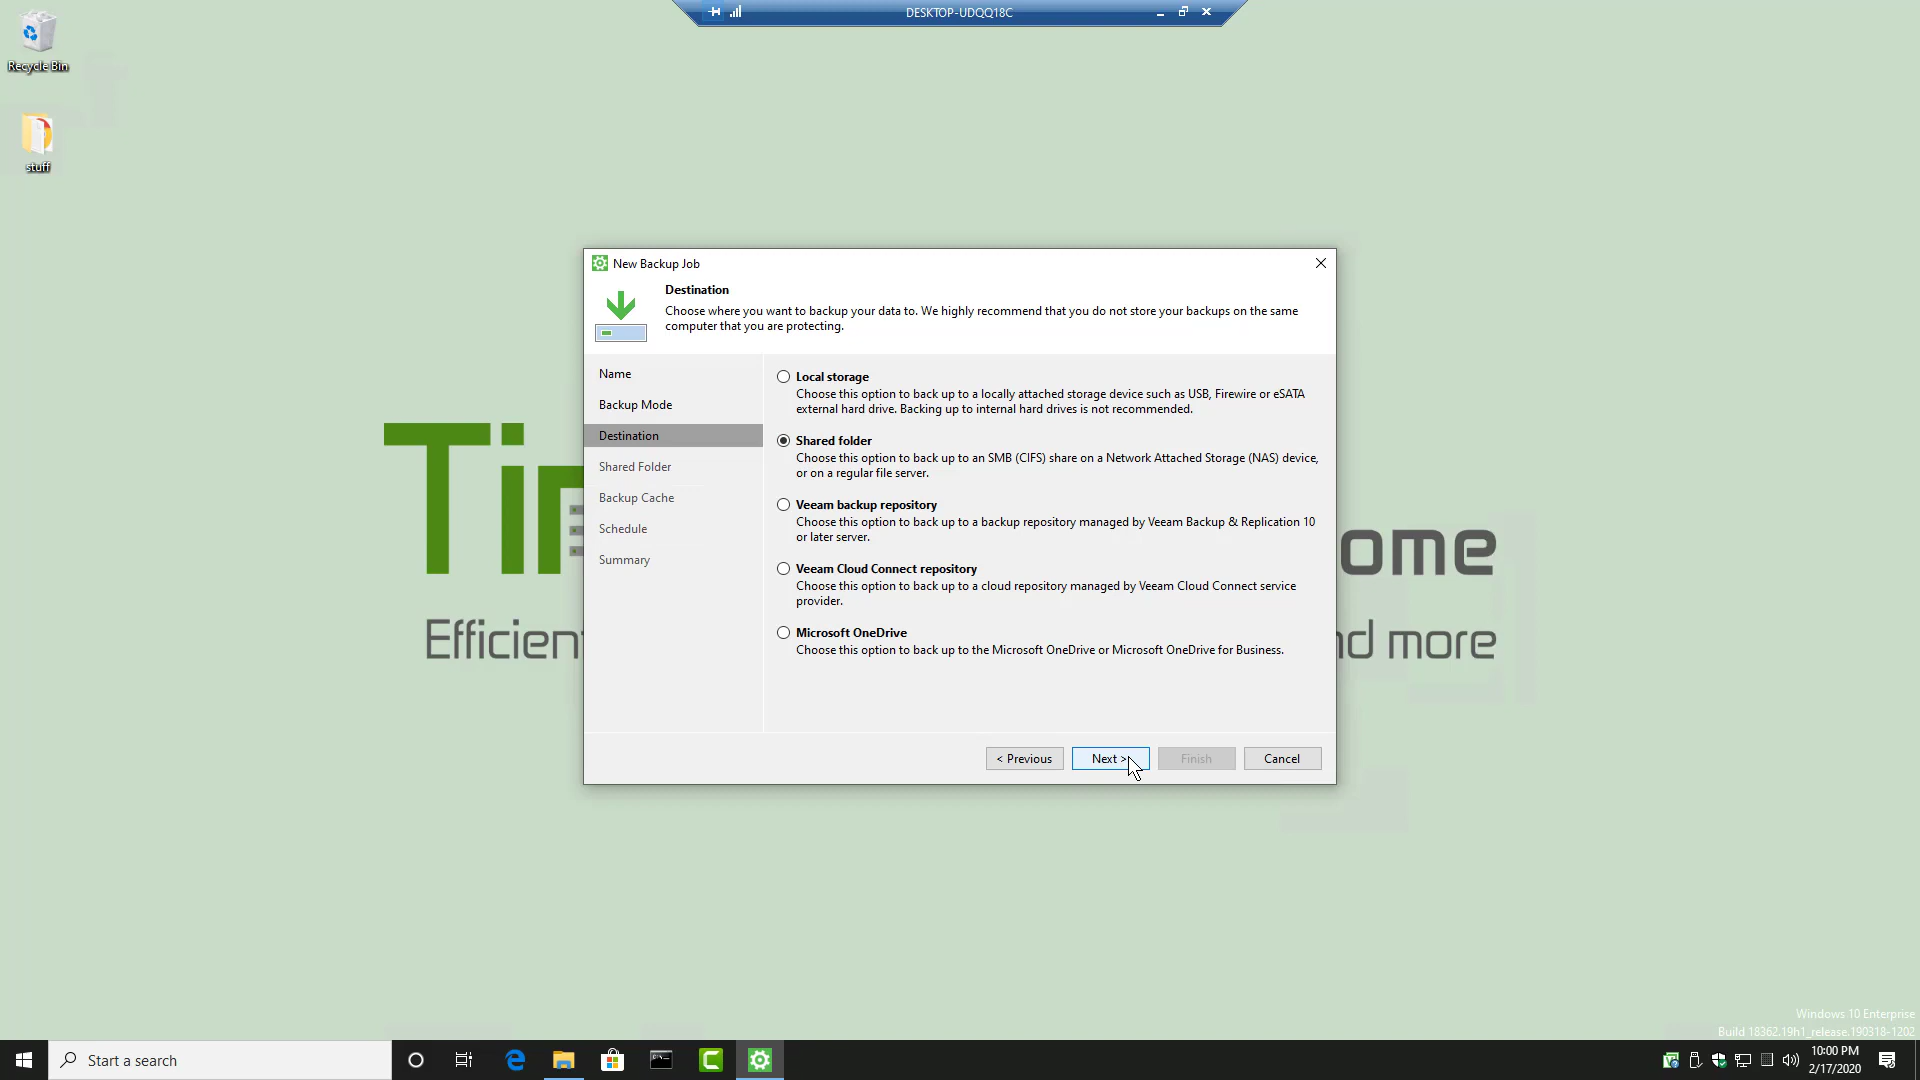 DESKTOP-UDQQ18C
Recycle Bin
stuff
New Backup Job
Destination
Choose where you want to backup your data to. We highly recommend that you do not store your backups on the same
computer that you are protecting.
Name
Backup Mode
Destination
Shared Folder
Backup Cache
Schedule
Summary
Local storage
Choose this option to back up to a locally attached storage device such as USB, Firewire or eSATA
external hard drive. Backing up to internal hard drives is not recommended.
Shared folder
Choose this option to back up to an SMB (CIFS) share on a Network Attached Storage (NAS) device,
or on a regular file server.
Veeam backup repository
Choose this option to back up to a backup repository managed by Veeam Backup & Replication 10
or later server.
Veeam Cloud Connect repository
Choose this option to back up to a cloud repository managed by Veeam Cloud Connect service
provider.
Microsoft OneDrive
Choose this option to back up to the Microsoft OneDrive or Microsoft OneDrive for Business.
< Previous
Next >
Finish
Cancel
Ti ome
Efficien nd more
Windows 10 Enterprise
Build 18362.19h1_release.190318-1202
Start a search
10:00 PM
2/17/2020